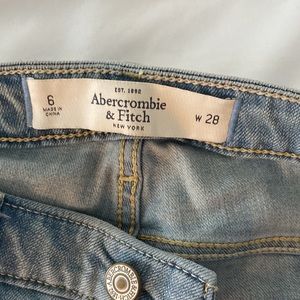 EST. 1892
6
MADE IN
CHINA
Abercrombie
& Fitch
NEW YORK
W 28